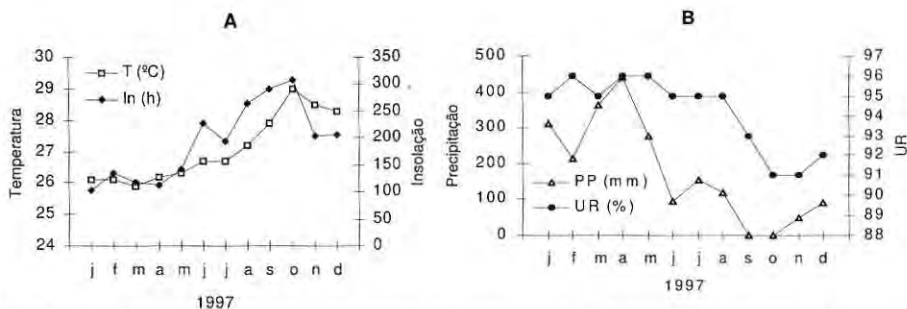 A
30
29
28
27
26
25
24
Temperatura
T (ºC)
In (h)
350
300
250
200
150
100
50
0
Insolação
j f m a m j j a s o n d
1997
B
500
400
300
200
100
0
Precipitação
PP (mm)
UR (%)
97
96
95
94
93
92
91
90
89
88
UR
j f m a m j j a s o n d
1997